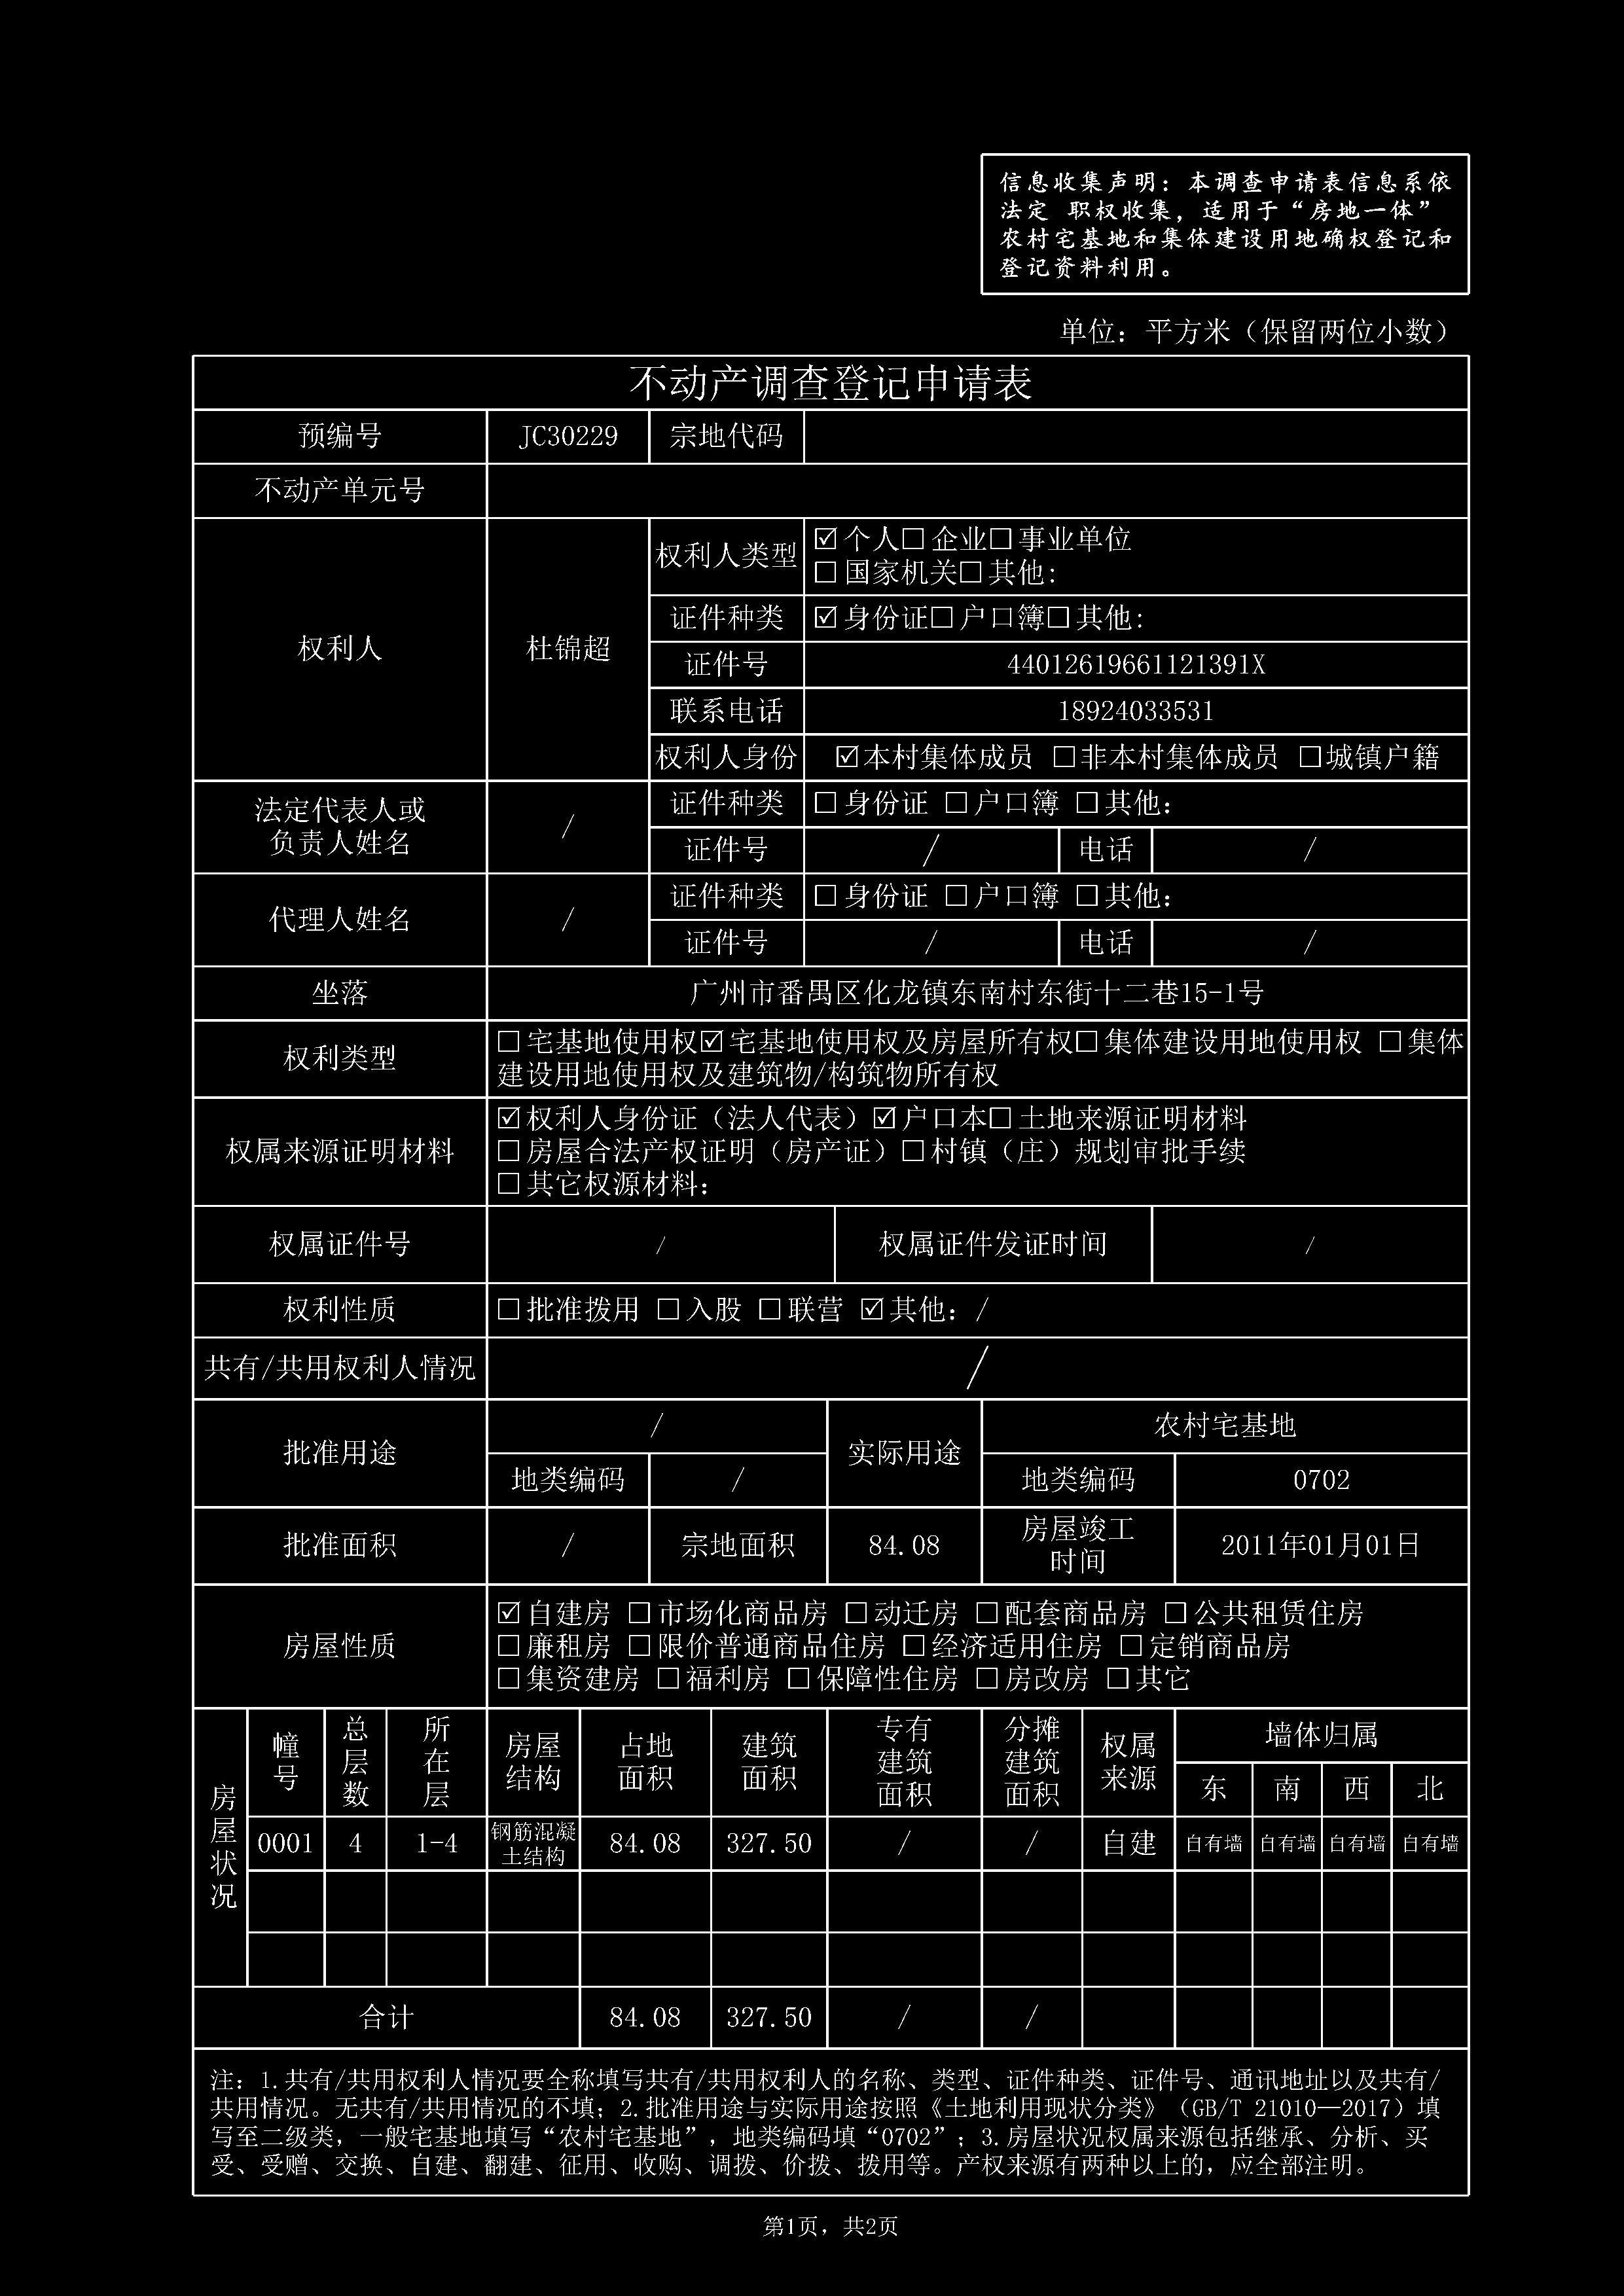 信息收集声明：本调查申请表信息系依
法定 职权收集，适用于“房地一体”
农村宅基地和集体建设用地确权登记和
登记资料利用。
单位：平方米（保留两位小数）
不动产调查登记申请表
预编号 JC30229 宗地代码
不动产单元号
权利人 杜锦超
权利人类型 ☑个人□企业□事业单位
□国家机关□其他：
证件种类 ☑身份证□户口簿□其他：
证件号 44012619661121391X
联系电话 18924033531
权利人身份 ☑本村集体成员 □非本村集体成员 □城镇户籍
法定代表人或
负责人姓名 /
证件种类 □身份证 □户口簿 □其他：
证件号 / 电话 /
代理人姓名 /
证件种类 □身份证 □户口簿 □其他：
证件号 / 电话 /
坐落 广州市番禺区化龙镇东南村东街十二巷15-1号
权利类型 □宅基地使用权☑宅基地使用权及房屋所有权□集体建设用地使用权 □集体
建设用地使用权及建筑物/构筑物所有权
权属来源证明材料 ☑权利人身份证（法人代表）☑户口本□土地来源证明材料
□房屋合法产权证明（房产证）□村镇（庄）规划审批手续
□其它权源材料：
权属证件号 / 权属证件发证时间 /
权利性质 □批准拨用 □入股 □联营 ☑其他：/
共有/共用权利人情况 /
批准用途 / 实际用途 农村宅基地
地类编码 / 地类编码 0702
批准面积 / 宗地面积 84.08 房屋竣工
时间 2011年01月01日
房屋性质 ☑自建房 □市场化商品房 □动迁房 □配套商品房 □公共租赁住房
□廉租房 □限价普通商品住房 □经济适用住房 □定销商品房
□集资建房 □福利房 □保障性住房 □房改房 □其它
房屋状况
幢号 总层数 所在层 房屋结构 占地面积 建筑面积 专有建筑面积 分摊建筑面积 权属来源 墙体归属
东 南 西 北
0001 4 1-4 钢筋混凝土结构 84.08 327.50 / / 自建 自有墙 自有墙 自有墙 自有墙
合计 84.08 327.50 / /
注：1.共有/共用权利人情况要全称填写共有/共用权利人的名称、类型、证件种类、证件号、通讯地址以及共有/
共用情况。无共有/共用情况的不填；2.批准用途与实际用途按照《土地利用现状分类》（GB/T 21010—2017）填
写至二级类，一般宅基地填写“农村宅基地”，地类编码填“0702”；3.房屋状况权属来源包括继承、分析、买
受、受赠、交换、自建、翻建、征用、收购、调拨、价拨、拨用等。产权来源有两种以上的，应全部注明。
第1页，共2页